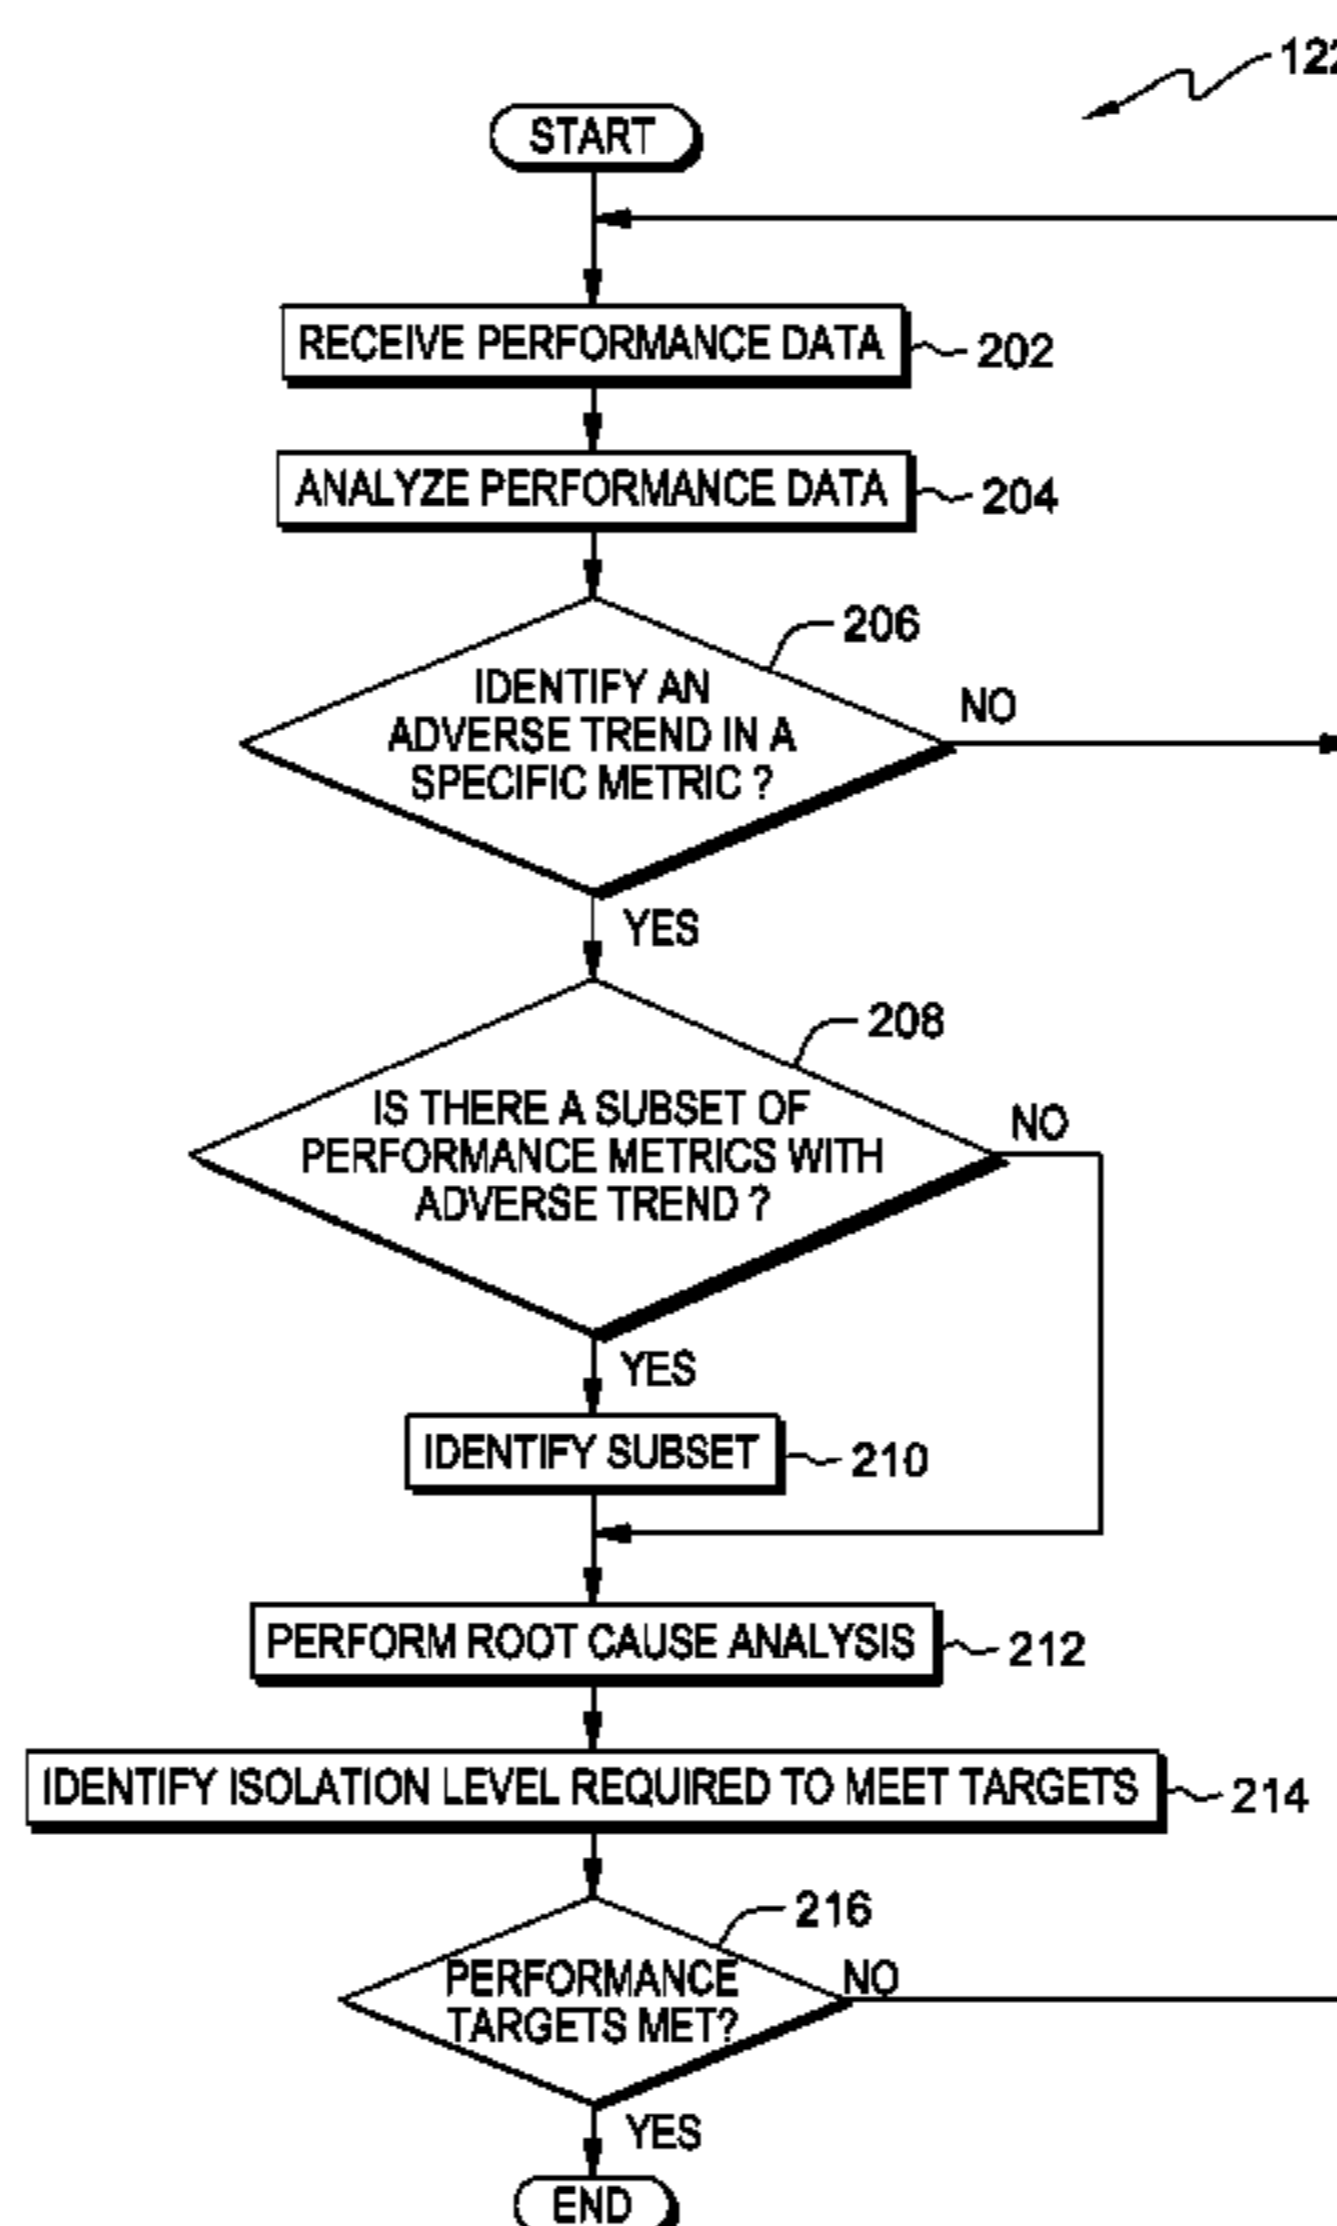 122
START
RECEIVE PERFORMANCE DATA
202
ANALYZE PERFORMANCE DATA
204
206
IDENTIFY AN
ADVERSE TREND IN A
SPECIFIC METRIC ?
NO
YES
208
IS THERE A SUBSET OF
PERFORMANCE METRICS WITH
ADVERSE TREND ?
NO
YES
IDENTIFY SUBSET
210
PERFORM ROOT CAUSE ANALYSIS
212
IDENTIFY ISOLATION LEVEL REQUIRED TO MEET TARGETS
214
216
PERFORMANCE
TARGETS MET?
NO
YES
END